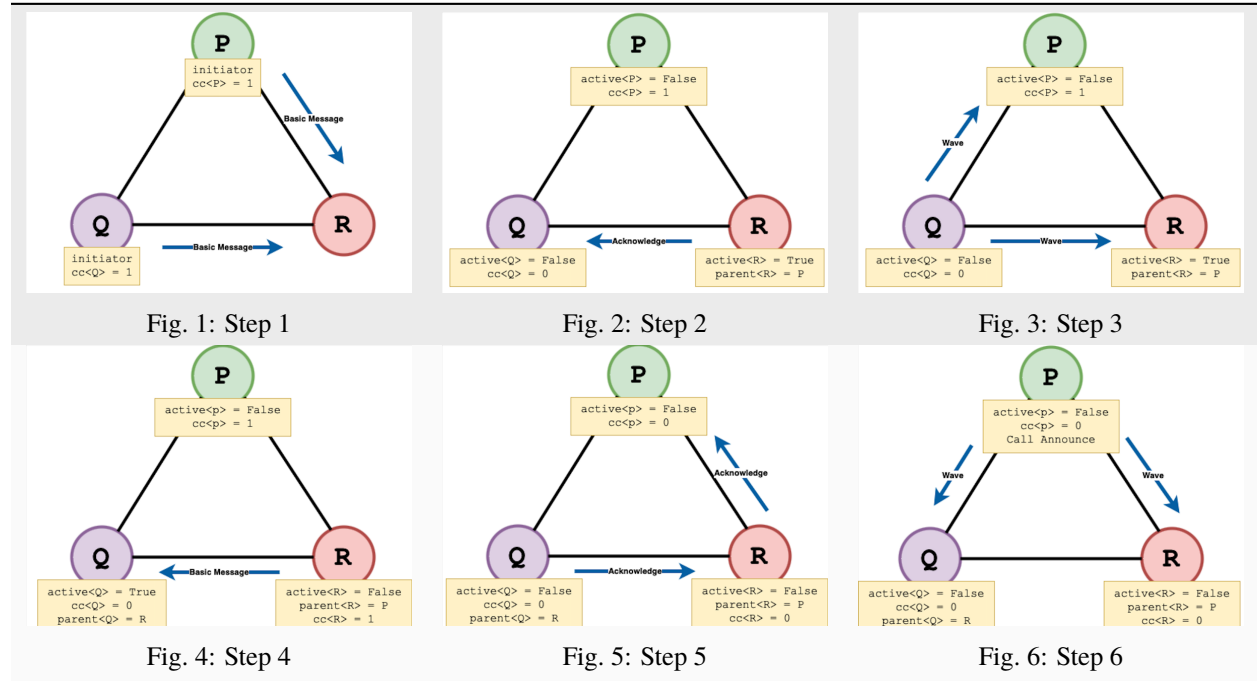 P
initiator
cc<P> = 1
Basic Message
Q
R
Basic Message
initiator
cc<Q> = 1
Fig. 1: Step 1
P
active<P> = False
cc<P> = 1
Q
R
Acknowledge
active<Q> = False
cc<Q> = 0
active<R> = True
parent<R> = P
Fig. 2: Step 2
P
active<P> = False
cc<P> = 1
Wave
Q
R
Wave
active<Q> = False
cc<Q> = 0
active<R> = True
parent<R> = P
Fig. 3: Step 3
P
active<p> = False
cc<p> = 1
Q
R
Basic Message
active<Q> = True
cc<Q> = 0
parent<Q> = R
active<R> = False
parent<R> = P
cc<R> = 1
Fig. 4: Step 4
P
active<p> = False
cc<p> = 0
Acknowledge
Q
R
Acknowledge
active<Q> = False
cc<Q> = 0
parent<Q> = R
active<R> = False
parent<R> = P
cc<R> = 0
Fig. 5: Step 5
P
active<p> = False
cc<p> = 0
Call Announce
Wave
Wave
Q
R
active<Q> = False
cc<Q> = 0
parent<Q> = R
active<R> = False
parent<R> = P
cc<R> = 0
Fig. 6: Step 6